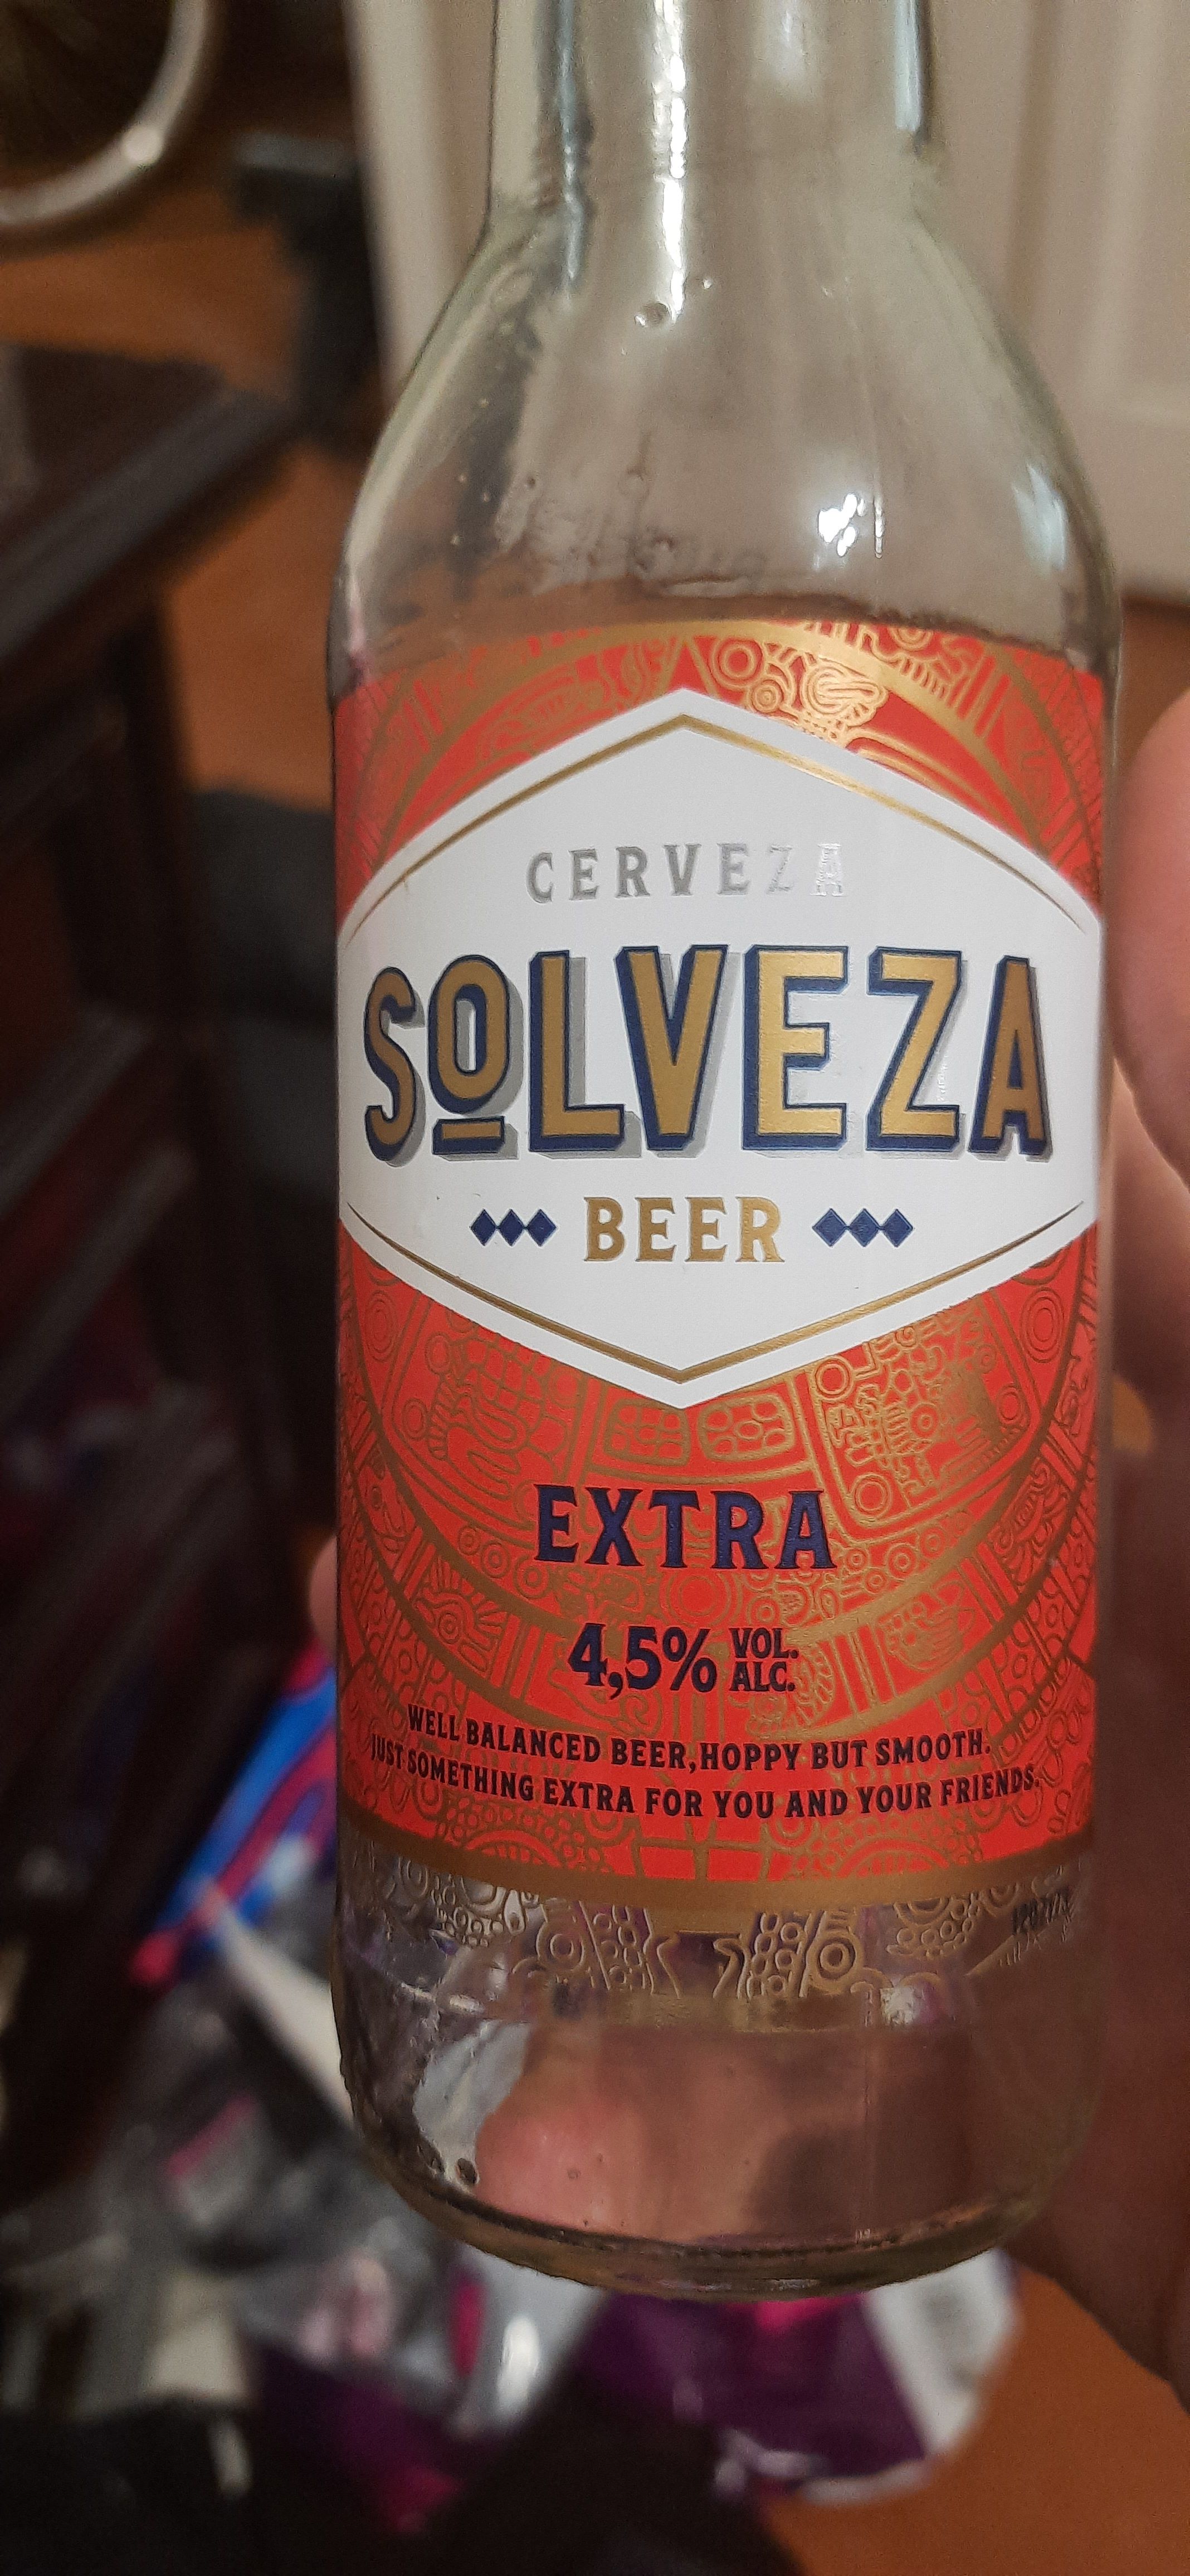 CERVEZA
SOLVEZA
BEER
EXTRA
4,5% VOL.
ALC.
WELL BALANCED BEER, HOPPY BUT SMOOTH.
JUST SOMETHING EXTRA FOR YOU AND YOUR FRIENDS.